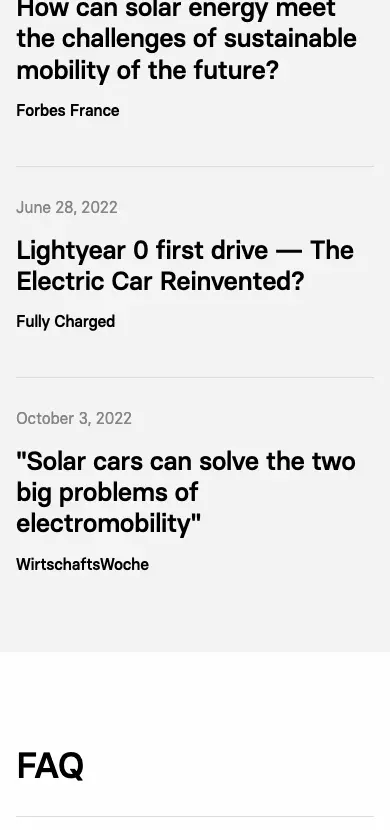 How can solar energy meet
the challenges of sustainable
mobility of the future?
Forbes France
June 28, 2022
Lightyear 0 first drive — The
Electric Car Reinvented?
Fully Charged
October 3, 2022
"Solar cars can solve the two
big problems of
electromobility"
WirtschaftsWoche
FAQ